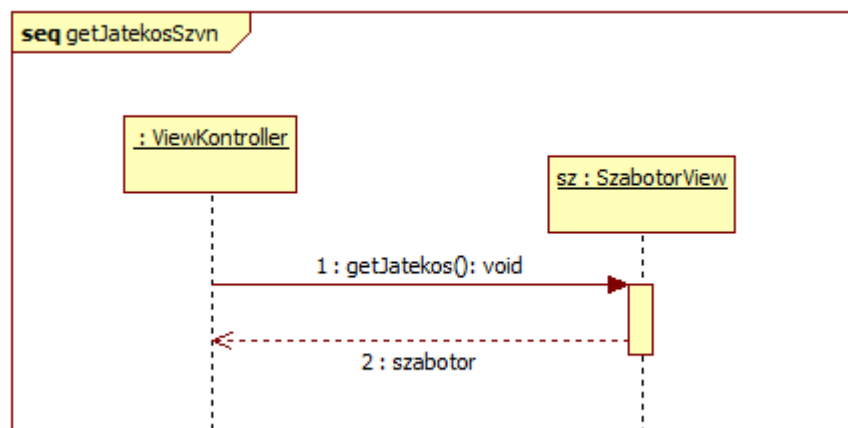 seq getJatekosSzvn
: ViewKontroller
sz : SzabotorView
1 : getJatekos(): void
2 : szabotor